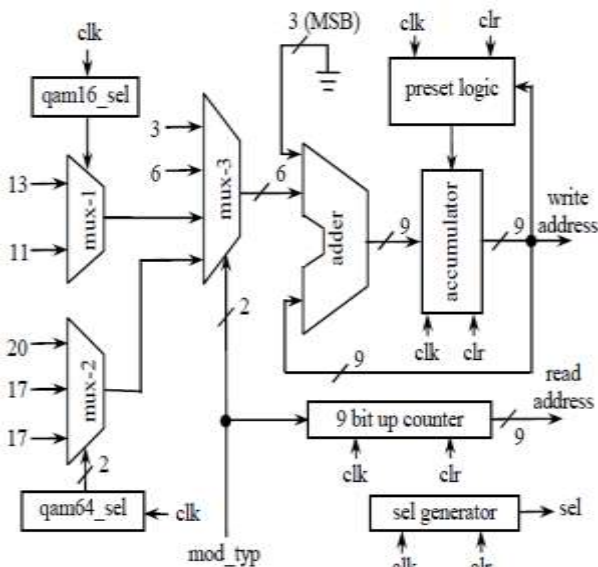 3 (MSB)
clk
clk
clr
qam16_sel
preset logic
3
6
mux-3
6
13
mux-1
11
adder
9
accumulator
9
write
address
2
clk
clr
20
17
mux-2
17
9
read
address
9 bit up counter
9
2
clk
clr
qam64_sel
clk
sel generator
sel
mod_typ
clk
clr